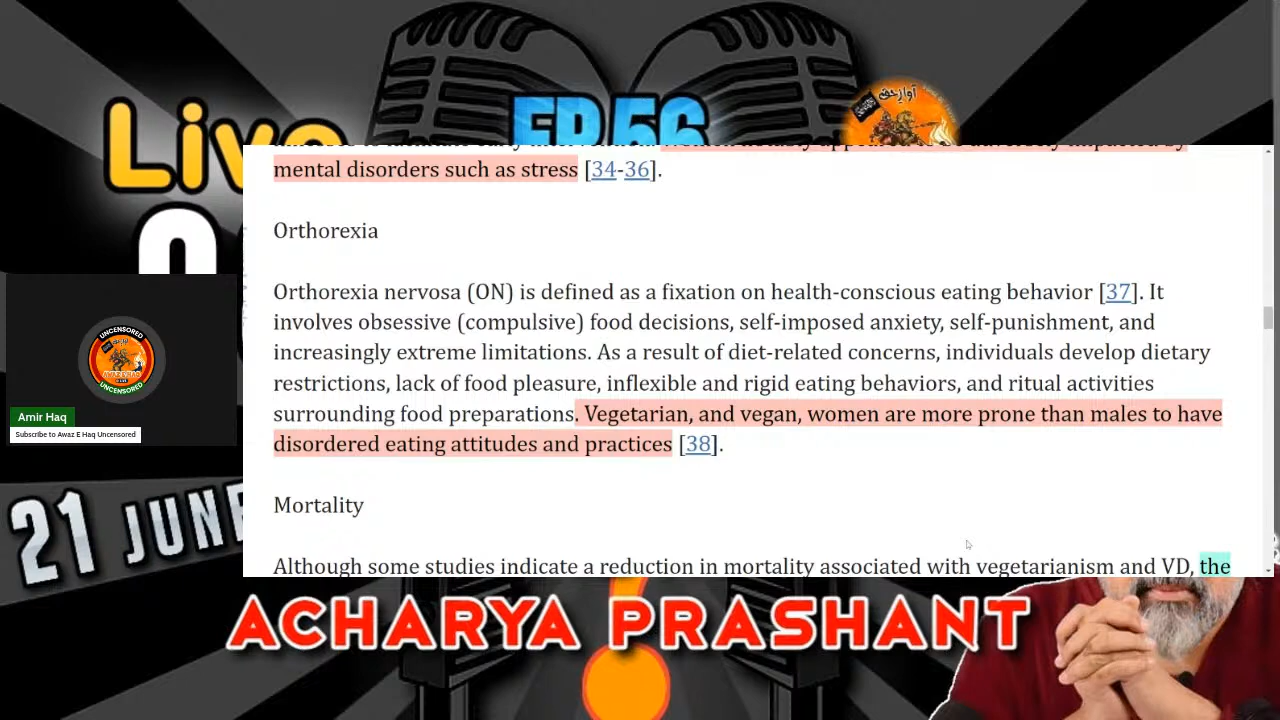 Live
EP 56
آوازِ حق
mental disorders such as stress [34-36].
Orthorexia
Orthorexia nervosa (ON) is defined as a fixation on health-conscious eating behavior [37]. It
involves obsessive (compulsive) food decisions, self-imposed anxiety, self-punishment, and
increasingly extreme limitations. As a result of diet-related concerns, individuals develop dietary
restrictions, lack of food pleasure, inflexible and rigid eating behaviors, and ritual activities
surrounding food preparations. Vegetarian, and vegan, women are more prone than males to have
disordered eating attitudes and practices [38].
Mortality
Although some studies indicate a reduction in mortality associated with vegetarianism and VD, the
UNCENSORED
UNCENSORED
Amir Haq
Subscribe to Awaz E Haq Uncensored
21 JUNE
ACHARYA PRASHANT